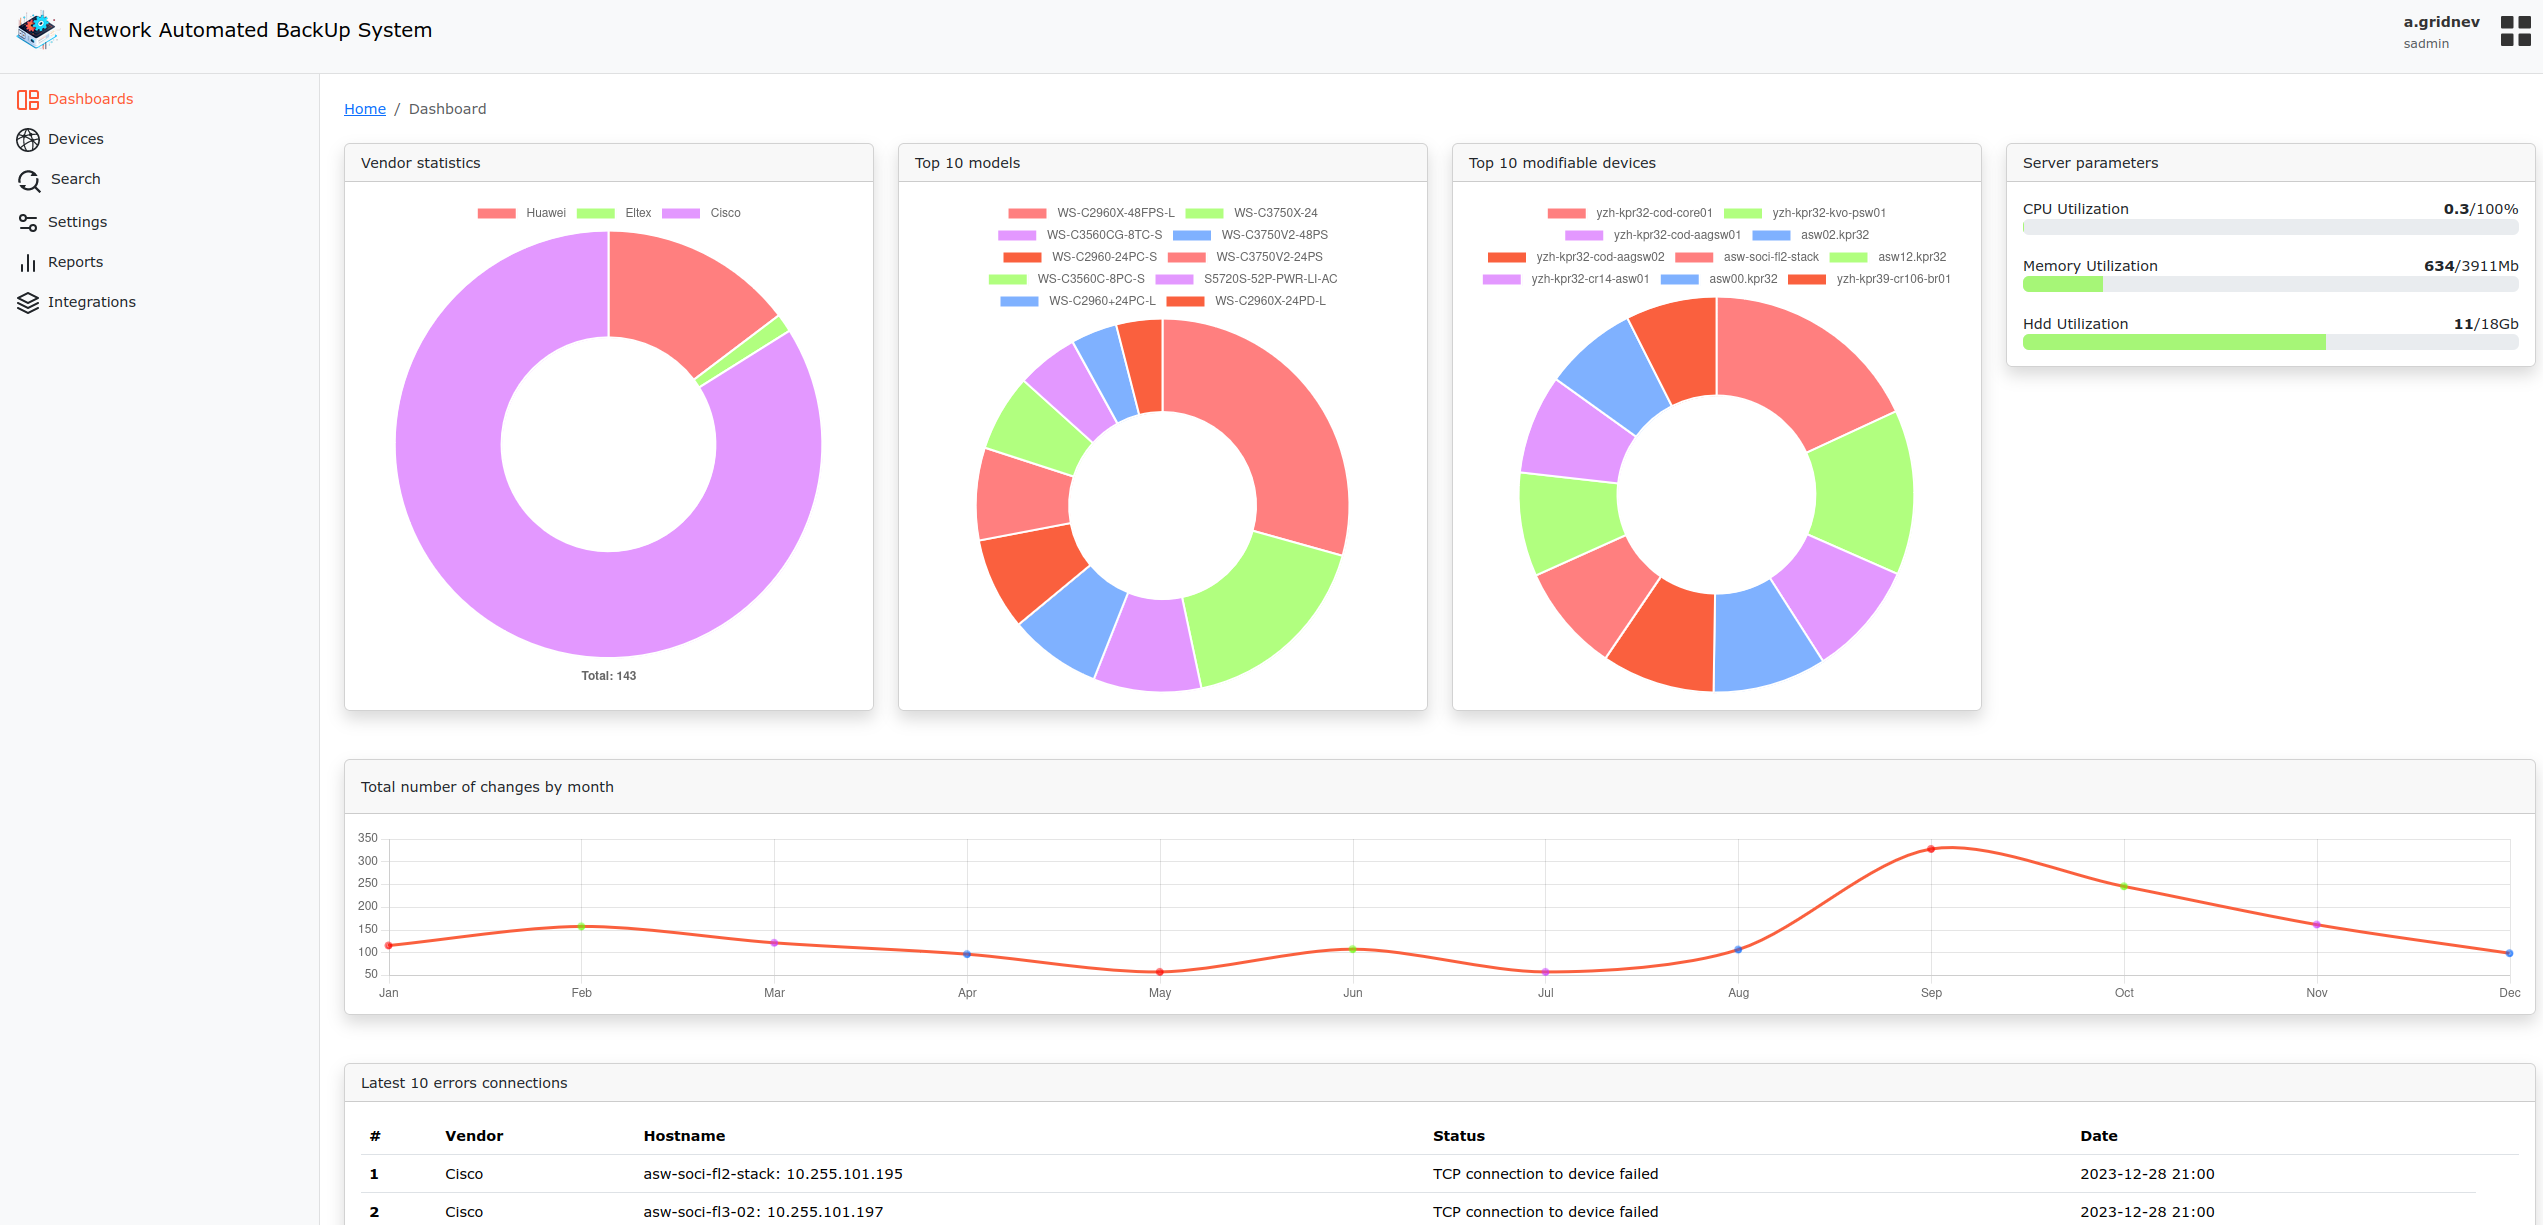 Network Automated BackUp System
a.gridnev
sadmin
Dashboards
Devices
Search
Settings
Reports
Integrations
Home / Dashboard
Vendor statistics
Huawei Eltex Cisco
Total: 143
Top 10 models
WS-C2960X-48FPS-L WS-C3750X-24
WS-C3560CG-8TC-S WS-C3750V2-48PS
WS-C2960-24PC-S WS-C3750V2-24PS
WS-C3560C-8PC-S S5720S-52P-PWR-LI-AC
WS-C2960+24PC-L WS-C2960X-24PD-L
Top 10 modifiable devices
yzh-kpr32-cod-core01 yzh-kpr32-kvo-psw01
yzh-kpr32-cod-aagsw01 asw02.kpr32
yzh-kpr32-cod-aagsw02 asw-soci-fl2-stack asw12.kpr32
yzh-kpr32-cr14-asw01 asw00.kpr32 yzh-kpr39-cr106-br01
Server parameters
CPU Utilization 0.3/100%
Memory Utilization 634/3911Mb
Hdd Utilization 11/18Gb
Total number of changes by month
350
300
250
200
150
100
50
Jan Feb Mar Apr May Jun Jul Aug Sep Oct Nov Dec
Latest 10 errors connections
# Vendor Hostname Status Date
1 Cisco asw-soci-fl2-stack: 10.255.101.195 TCP connection to device failed 2023-12-28 21:00
2 Cisco asw-soci-fl3-02: 10.255.101.197 TCP connection to device failed 2023-12-28 21:00